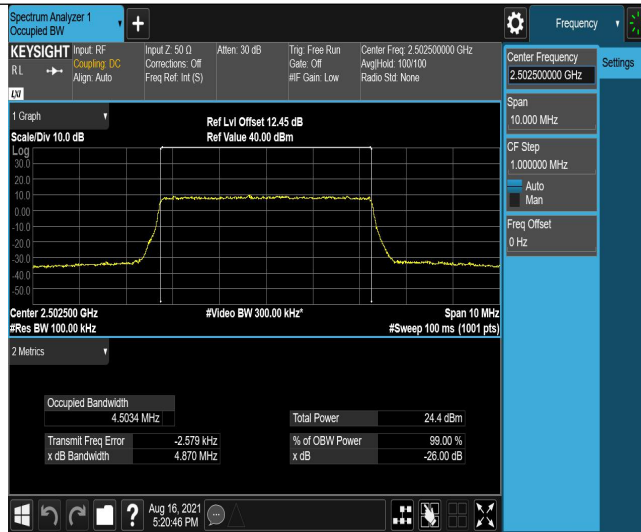 Spectrum Analyzer 1
Occupied BW
+
Frequency
KEYSIGHT
RL
LXI
Input: RF
Coupling: DC
Align: Auto
Input Z: 50 Ω
Corrections: Off
Freq Ref: Int (S)
Atten: 30 dB
Trig: Free Run
Gate: Off
#IF Gain: Low
Center Freq: 2.502500000 GHz
Avg|Hold: 100/100
Radio Std: None
Center Frequency
2.502500000 GHz
Settings
Span
10.000 MHz
CF Step
1.000000 MHz
Auto
Man
Freq Offset
0 Hz
1 Graph
Scale/Div 10.0 dB
Ref Lvl Offset 12.45 dB
Ref Value 40.00 dBm
Log
30.0
20.0
10.0
0.00
-10.0
-20.0
-30.0
-40.0
-50.0
Center 2.502500 GHz
#Video BW 300.00 kHz*
Span 10 MHz
#Res BW 100.00 kHz
#Sweep 100 ms (1001 pts)
2 Metrics
Occupied Bandwidth
4.5034 MHz
Total Power 24.4 dBm
Transmit Freq Error -2.579 kHz
% of OBW Power 99.00 %
x dB Bandwidth 4.870 MHz
x dB -26.00 dB
?
Aug 16, 2021
5:20:46 PM